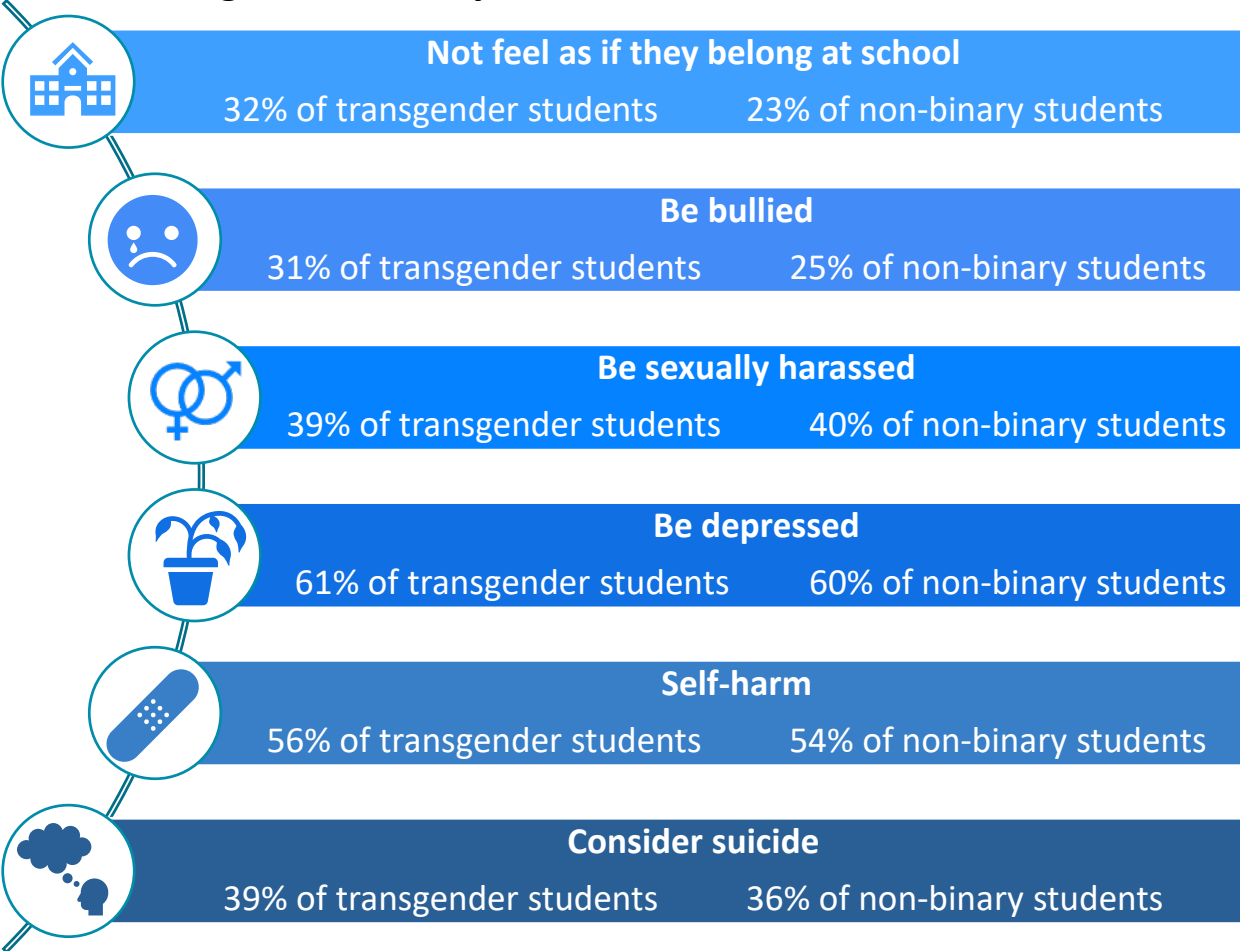 Not feel as if they belong at school
32% of transgender students 23% of non-binary students
Be bullied
31% of transgender students 25% of non-binary students
Be sexually harassed
39% of transgender students 40% of non-binary students
Be depressed
61% of transgender students 60% of non-binary students
Self-harm
56% of transgender students 54% of non-binary students
Consider suicide
39% of transgender students 36% of non-binary students